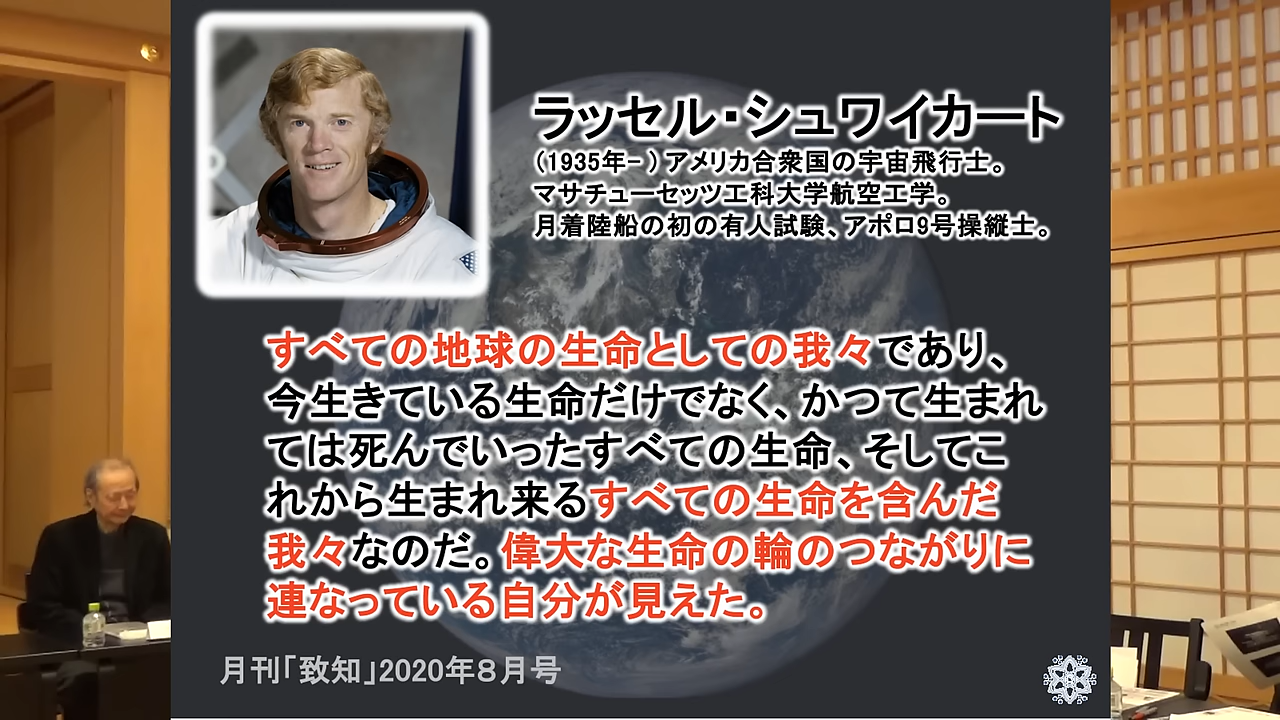 ラッセル・シュワイカート
（1935年－）アメリカ合衆国の宇宙飛行士。
マサチューセッツ工科大学航空工学。
月着陸船の初の有人試験、アポロ9号操縦士。
すべての地球の生命としての我々であり、
今生きている生命だけでなく、かつて生まれ
ては死んでいったすべての生命、そしてこ
れから生まれ来るすべての生命を含んだ
我々なのだ。偉大な生命の輪のつながりに
連なっている自分が見えた。
月刊「致知」2020年８月号